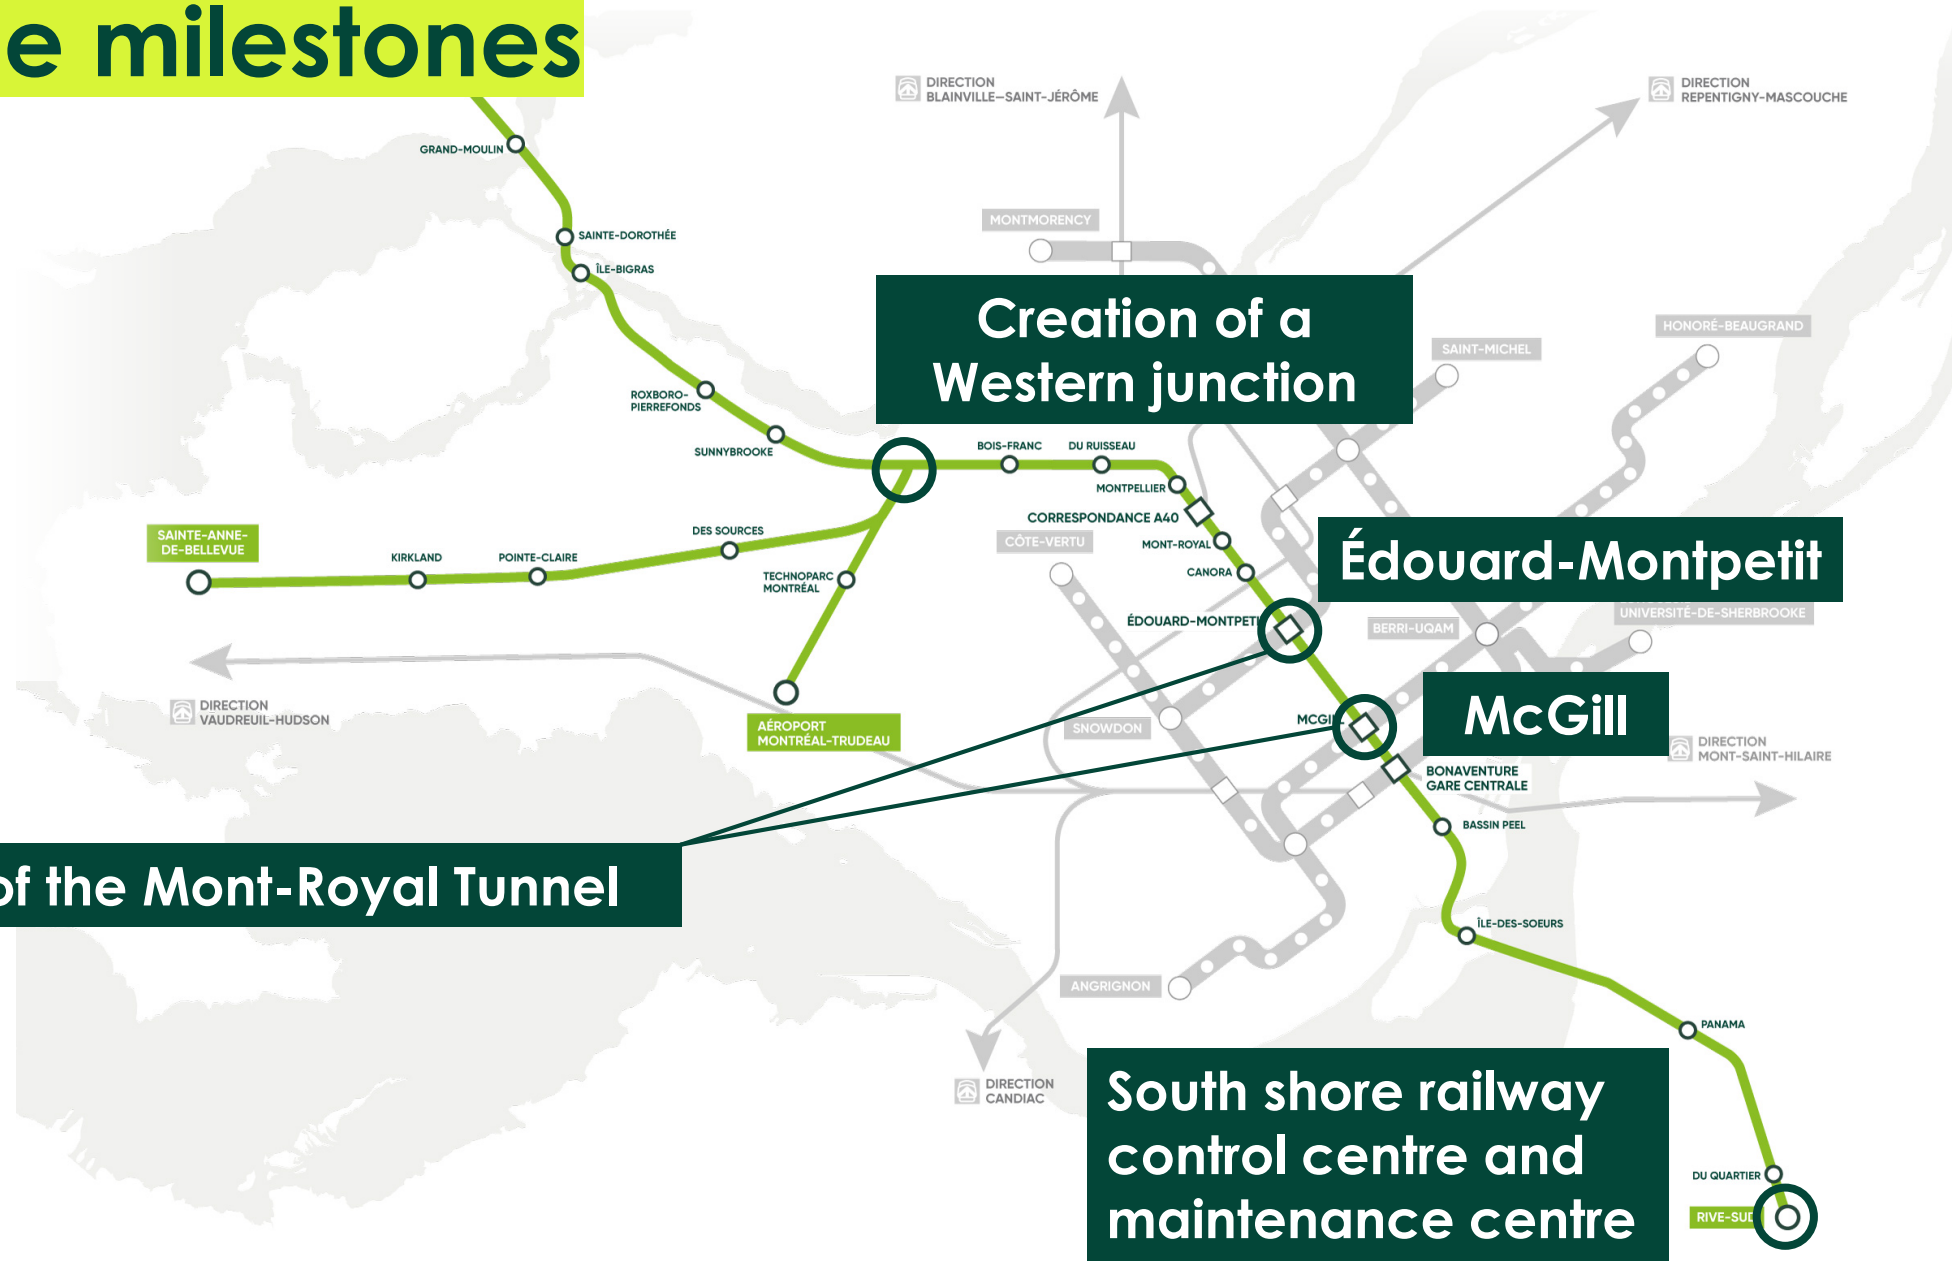 e milestones
DIRECTION
BLAINVILLE–SAINT-JÉRÔME
DIRECTION
REPENTIGNY-MASCOUCHE
GRAND-MOULIN
MONTMORENCY
SAINTE-DOROTHÉE
ÎLE-BIGRAS
Creation of a
Western junction
HONORÉ-BEAUGRAND
SAINT-MICHEL
ROXBORO-
PIERREFONDS
SUNNYBROOKE
BOIS-FRANC
DU RUISSEAU
MONTPELLIER
CORRESPONDANCE A40
SAINTE-ANNE-
DE-BELLEVUE
DES SOURCES
KIRKLAND
POINTE-CLAIRE
CÔTE-VERTU
MONT-ROYAL
Édouard-Montpetit
TECHNOPARC
MONTRÉAL
CANORA
ÉDOUARD-MONTPETI
BERRI-UQAM
UNIVERSITÉ-DE-SHERBROOKE
DIRECTION
VAUDREUIL-HUDSON
AÉROPORT
MONTRÉAL-TRUDEAU
SNOWDON
MCGILL
McGill
DIRECTION
MONT-SAINT-HILAIRE
BONAVENTURE
GARE CENTRALE
BASSIN PEEL
of the Mont-Royal Tunnel
ÎLE-DES-SOEURS
ANGRIGNON
PANAMA
DIRECTION
CANDIAC
South shore railway
control centre and
maintenance centre
DU QUARTIER
RIVE-SUD